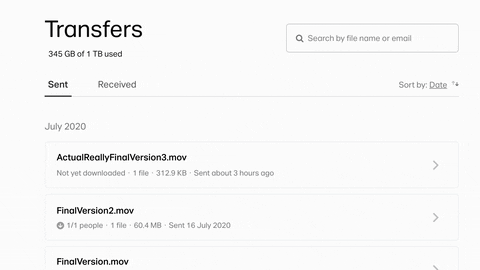 Transfers
345 GB of 1 TB used
Search by file name or email
Sent Received
Sort by: Date
July 2020
ActualReallyFinalVersion3.mov
Not yet downloaded · 1 file · 312.9 KB · Sent about 3 hours ago
FinalVersion2.mov
1/1 people · 1 file · 60.4 MB · Sent 16 July 2020
FinalVersion.mov